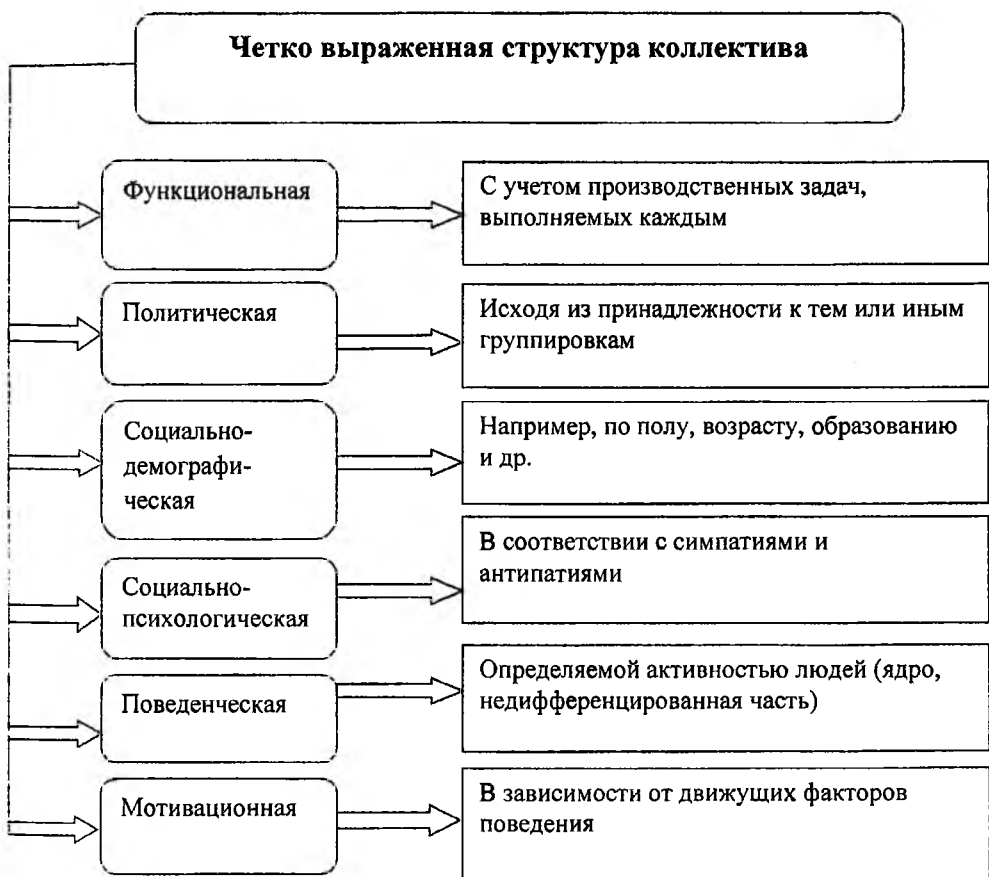 Четко выраженная структура коллектива
Функциональная
С учетом производственных задач,
выполняемых каждым
Политическая
Исходя из принадлежности к тем или иным
группировкам
Социально-
демографи-
ческая
Например, по полу, возрасту, образованию
и др.
Социально-
психологическая
В соответствии с симпатиями и
антипатиями
Поведенческая
Определяемой активностью людей (ядро,
недифференцированная часть)
Мотивационная
В зависимости от движущих факторов
поведения